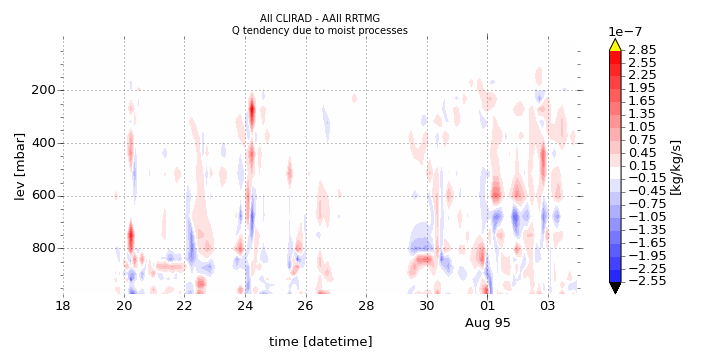 AII CLIRAD - AAII RRTMG
Q tendency due to moist processes
1e−7
2.85
2.55
2.25
1.95
1.65
1.35
1.05
0.75
0.45
0.15
−0.15
−0.45
−0.75
−1.05
−1.35
−1.65
−1.95
−2.25
−2.55
[kg/kg/s]
lev [mbar]
200
400
600
800
18 20 22 24 26 28 30 01 03
Aug 95
time [datetime]